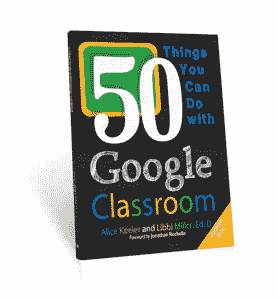 50
Things
You
Can
Do with
Google
Classroom
Alice Keeler and Libbi Miller, Ed.D.
Foreword by Jonathan Rochelle